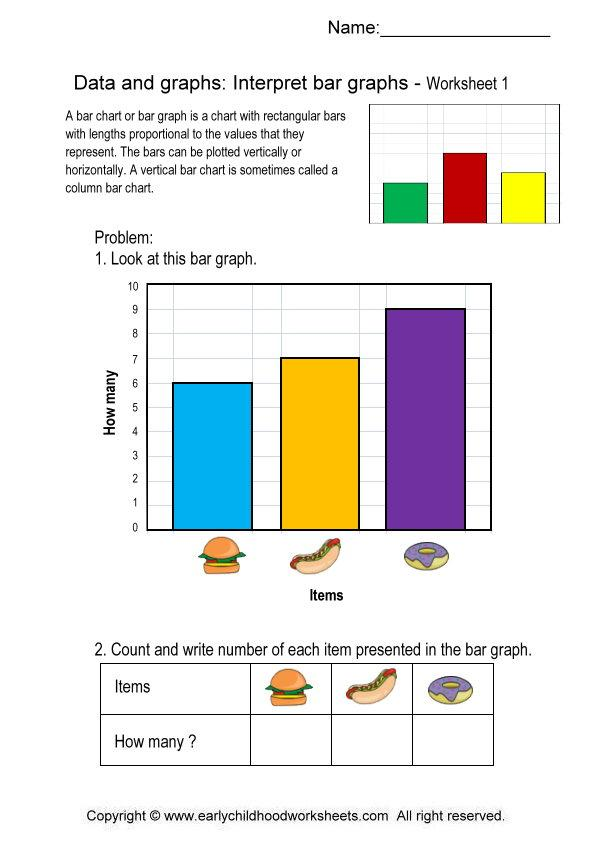 Name:_________________
Data and graphs: Interpret bar graphs - Worksheet 1
A bar chart or bar graph is a chart with rectangular bars
with lengths proportional to the values that they
represent. The bars can be plotted vertically or
horizontally. A vertical bar chart is sometimes called a
column bar chart.
Problem:
1. Look at this bar graph.
10
9
8
7
6
5
4
3
2
1
0
How many
Items
2. Count and write number of each item presented in the bar graph.
Items
How many ?
Copyright © www.earlychildhoodworksheets.com All right reserved.